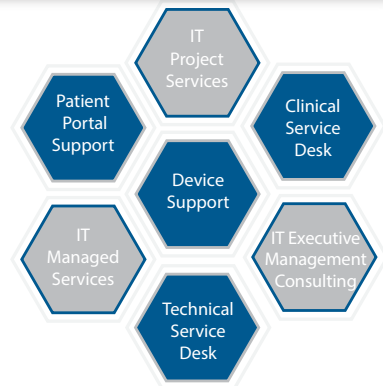 IT
Project
Services
Patient
Portal
Support
Clinical
Service
Desk
Device
Support
IT
Managed
Services
IT Executive
Management
Consulting
Technical
Service
Desk